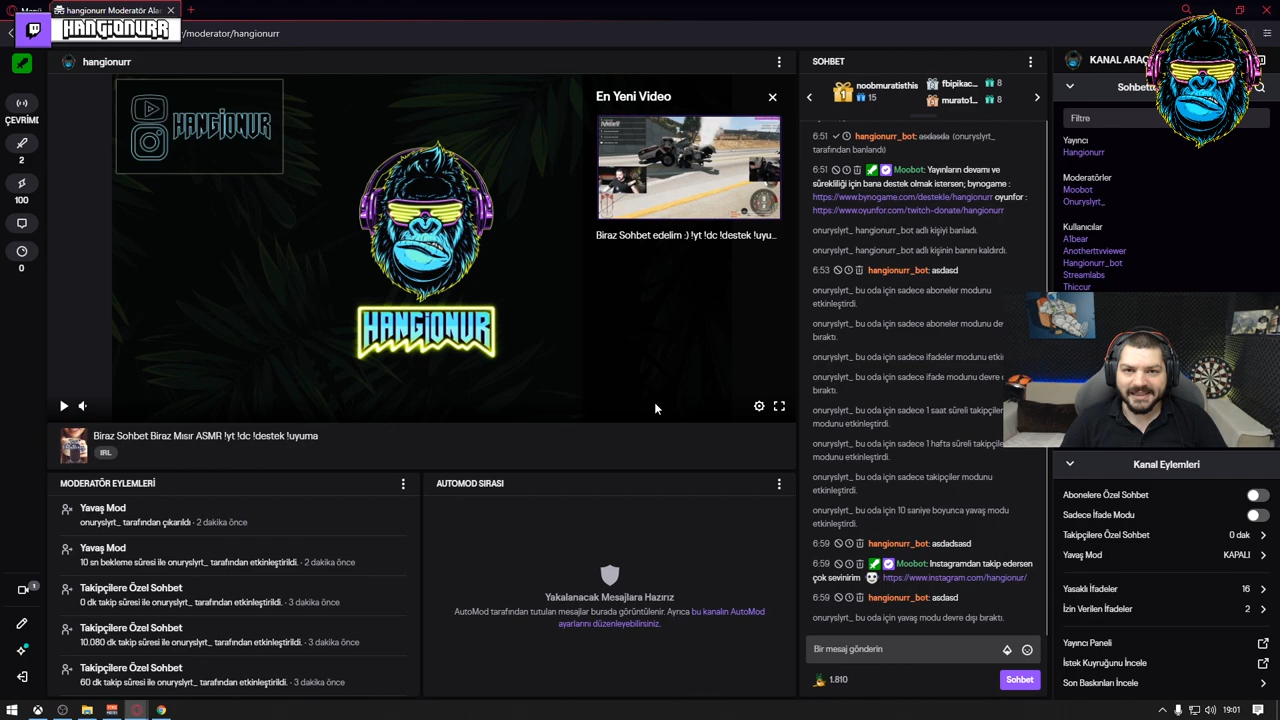 hangionurr Moderatör Ala
HANGIONURR
/moderator/hangionur
ÇEVRİMD
2
100
0
1
hangionurr
HANGIONUR
HANGIONUR
En Yeni Video
Biraz Sohbet edelim :) !yt !dc !destek !uyu...
Biraz Sohbet Biraz Mısır ASMR !yt !dc !destek !uyuma
IRL
MODERATÖR EYLEMLERİ
Yavaş Mod
onuryslyrt_ tarafından çıkarıldı · 2 dakika önce
Yavaş Mod
10 sn bekleme süresi ile onuryslyrt_ tarafından etkinleştirildi. · 2 dakika önce
Takipçilere Özel Sohbet
0 dk takip süresi ile onuryslyrt_ tarafından etkinleştirildi. · 3 dakika önce
Takipçilere Özel Sohbet
10.080 dk takip süresi ile onuryslyrt_ tarafından etkinleştirildi. · 3 dakika önce
Takipçilere Özel Sohbet
60 dk takip süresi ile onuryslyrt_ tarafından etkinleştirildi. · 3 dakika önce
AUTOMOD SIRASI
Yakalanacak Mesajlara Hazırız
AutoMod tarafından tutulan mesajlar burada görüntülenir. Ayrıca bu kanalın AutoMod
ayarlarını düzenleyebilirsiniz.
SOHBET
1 noobmuratisthis 15
fbipikac... 8
murato1... 8
6:51 hangionurr_bot: asdasda (onuryslyrt_
tarafından banlandı)
6:51 Moobot: Yayınların devamı ve
sürekliliği için bana destek olmak istersen; bynogame :
https://www.bynogame.com/destekle/hangionurr oyunfor :
https://www.oyunfor.com/twitch-donate/hangionurr
onuryslyrt_ hangionurr_bot adlı kişiyi banladı.
onuryslyrt_ hangionurr_bot adlı kişinin banını kaldırdı.
6:53 hangionurr_bot: asdasd
onuryslyrt_ bu oda için sadece aboneler modunu
etkinleştirdi.
onuryslyrt_ bu oda için sadece aboneler modunu dev
bıraktı.
onuryslyrt_ bu oda için sadece ifadeler modunu etki
onuryslyrt_ bu oda için sadece ifade modunu devre d
bıraktı.
onuryslyrt_ bu oda için sadece 1 saat süreli takipçiler
modunu etkinleştirdi.
onuryslyrt_ bu oda için sadece 1 hafta süreli takipçile
modunu etkinleştirdi.
onuryslyrt_ bu oda için sadece takipçiler modunu
etkinleştirdi.
onuryslyrt_ bu oda için 10 saniye boyunca yavaş modu
etkinleştirdi.
6:59 hangionurr_bot: asdadsasd
6:59 Moobot: Instagramdan takip edersen
çok sevinirim https://www.instagram.com/hangionur/
6:59 hangionurr_bot: asdasd
onuryslyrt_ bu oda için yavaş modu devre dışı bıraktı.
Bir mesaj gönderin
1.810
Sohbet
KANAL ARAÇ
Sohbett
Filtre
Yayıncı
Hangionurr
Moderatörler
Moobot
Onuryslyrt_
Kullanıcılar
A1bear
Anotherttvviewer
Hangionurr_bot
Streamlabs
Thiccur
Kanal Eylemleri
Abonelere Özel Sohbet
Sadece İfade Modu
Takipçilere Özel Sohbet 0 dak
Yavaş Mod KAPALI
Yasaklı İfadeler 16
İzin Verilen İfadeler 2
Yayıncı Paneli
İstek Kuyruğunu İncele
Son Baskınları İncele
19:01